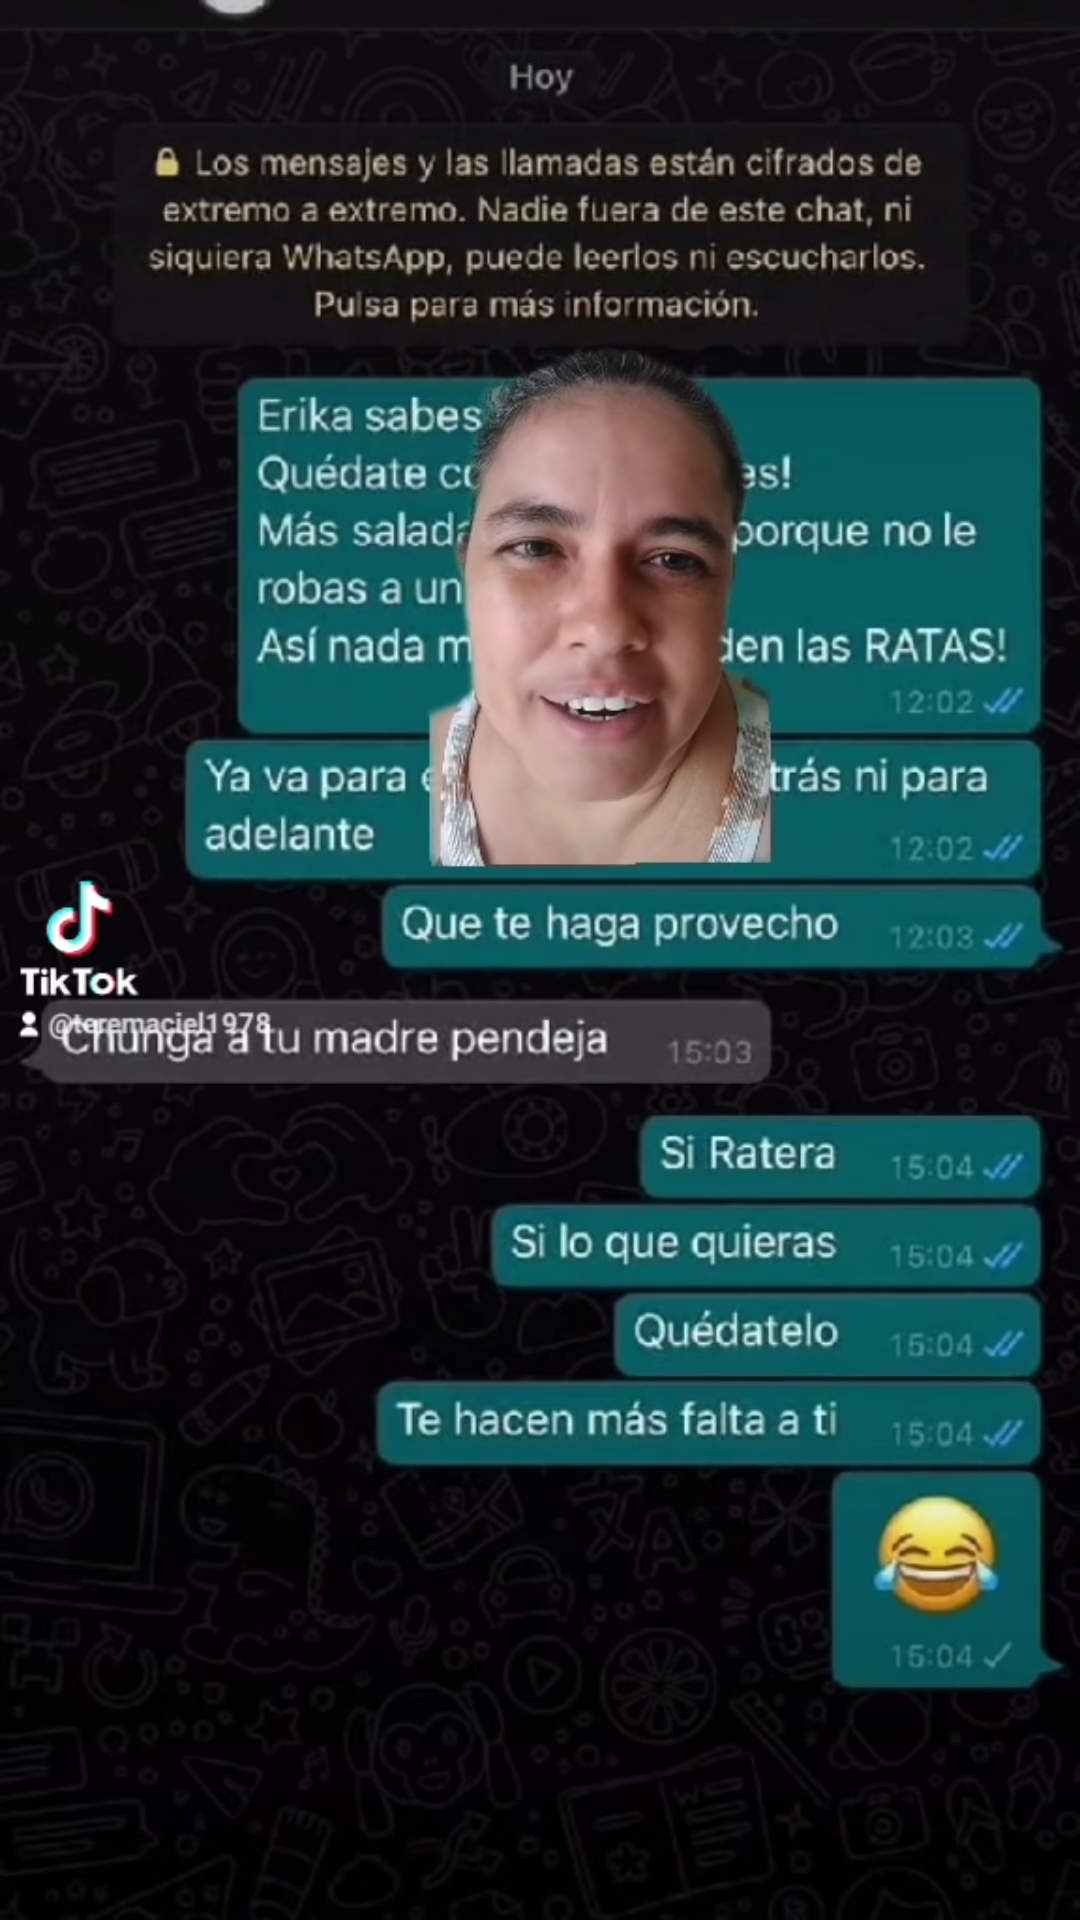 Hoy
Los mensajes y las llamadas están cifrados de
extremo a extremo. Nadie fuera de este chat, ni
siquiera WhatsApp, puede leerlos ni escucharlos.
Pulsa para más información.
Erika sabes
Quédate es!
Más porque no le
robas a un
Así nada las RATAS!
12:02
Ya va para trás ni para
adelante
12:02
Que te haga provecho 12:03
TikTok
@teremaciel1978
Chunga a tu madre pendeja 15:03
Si Ratera 15:04
Si lo que quieras 15:04
Quédatelo 15:04
Te hacen más falta a ti 15:04
15:04